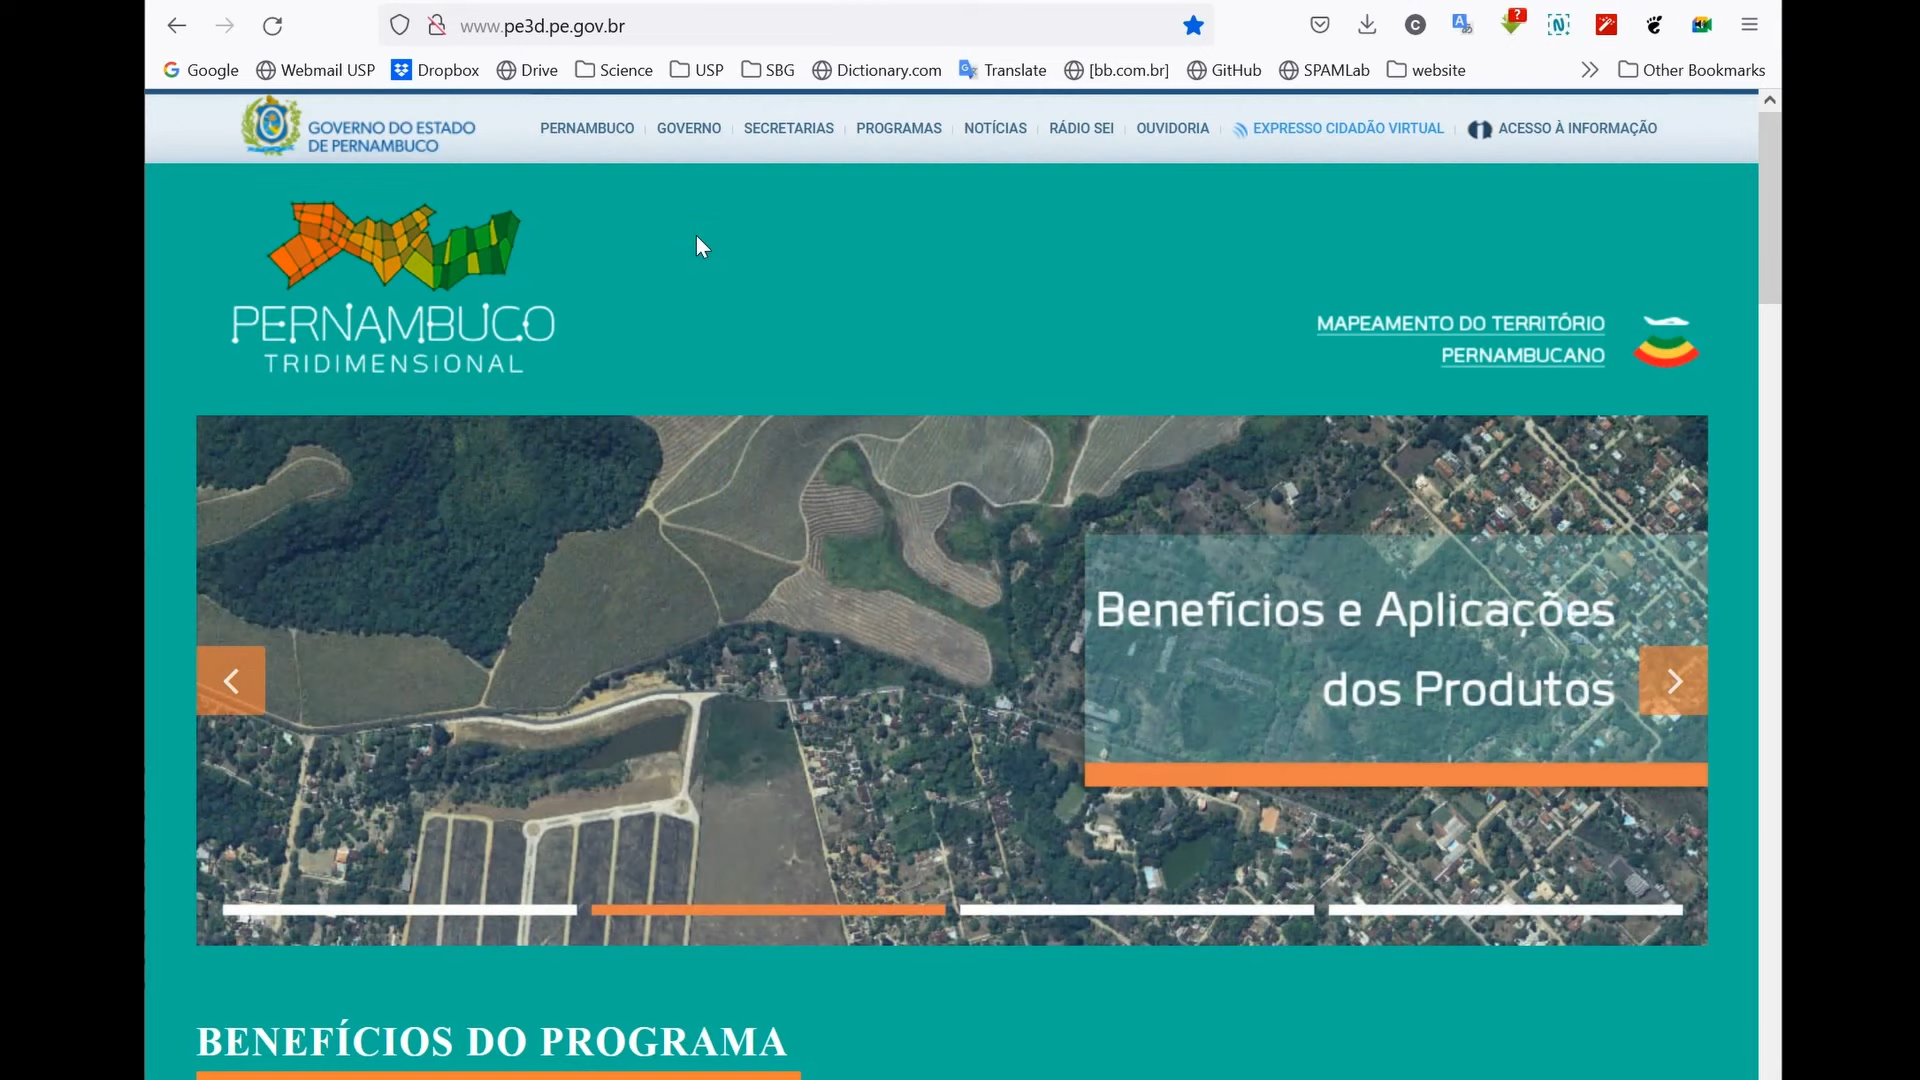 www.pe3d.pe.gov.br
Google Webmail USP Dropbox Drive Science USP SBG Dictionary.com Translate [bb.com.br] GitHub SPAMLab website Other Bookmarks
GOVERNO DO ESTADO
DE PERNAMBUCO
PERNAMBUCO GOVERNO SECRETARIAS PROGRAMAS NOTÍCIAS RÁDIO SEI OUVIDORIA EXPRESSO CIDADÃO VIRTUAL ACESSO À INFORMAÇÃO
PERNAMBUCO
TRIDIMENSIONAL
MAPEAMENTO DO TERRITÓRIO
PERNAMBUCANO
Benefícios e Aplicações
dos Produtos
BENEFÍCIOS DO PROGRAMA